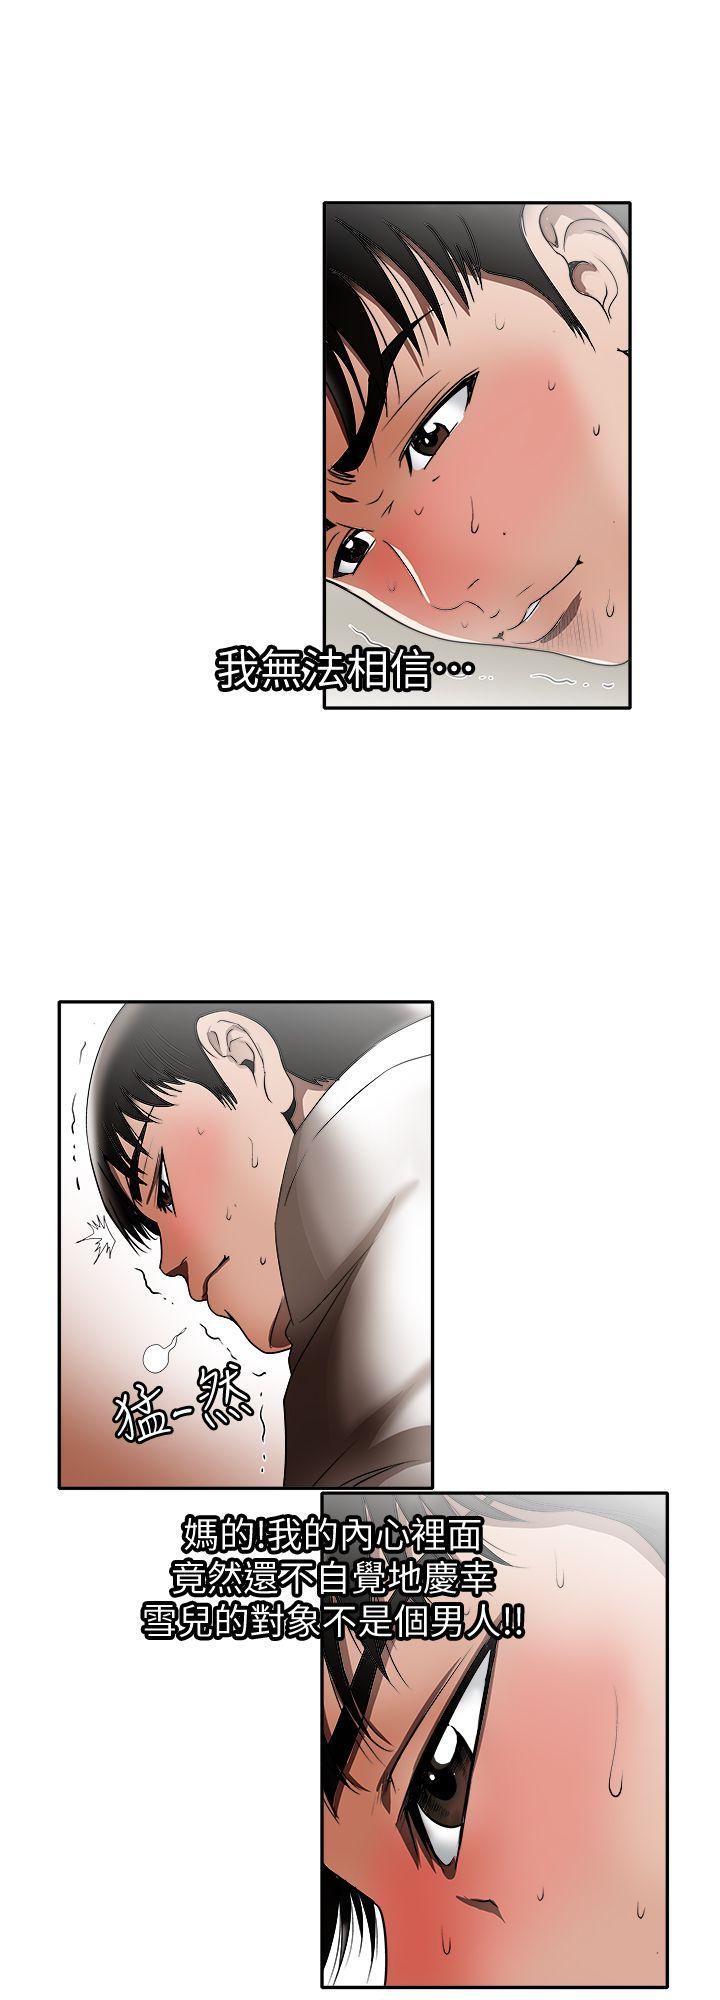 我無法相信…
猛-然
媽的!我的內心裡面
竟然還不自覺地慶幸
雪兒的對象不是個男人!!